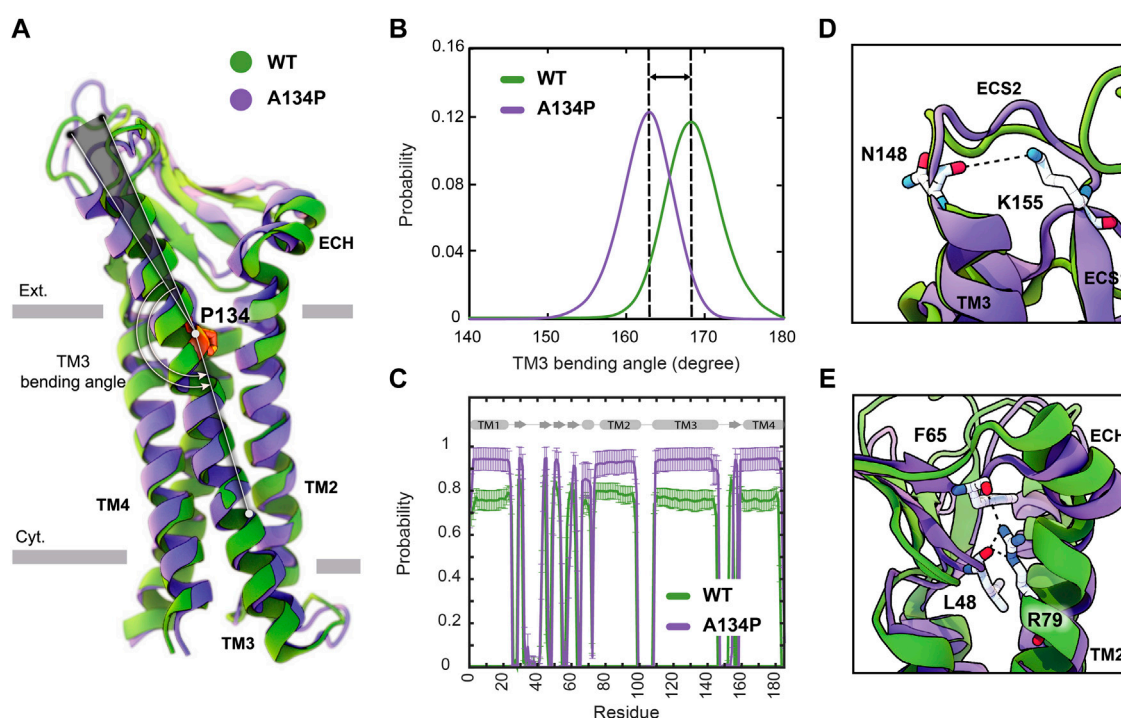 A
WT
A134P
ECH
Ext.
P134
TM3
bending angle
TM4
TM2
Cyt.
TM3
B
0.16
0.12
0.08
0.04
0
Probability
WT
A134P
140
150
160
170
180
TM3 bending angle (degree)
C
TM1
TM2
TM3
TM4
1
0.8
0.6
0.4
0.2
0
Probability
WT
A134P
0
20
40
60
80
100
120
140
160
180
Residue
D
ECS2
N148
K155
TM3
ECS
E
F65
ECH
L48
R79
TM2